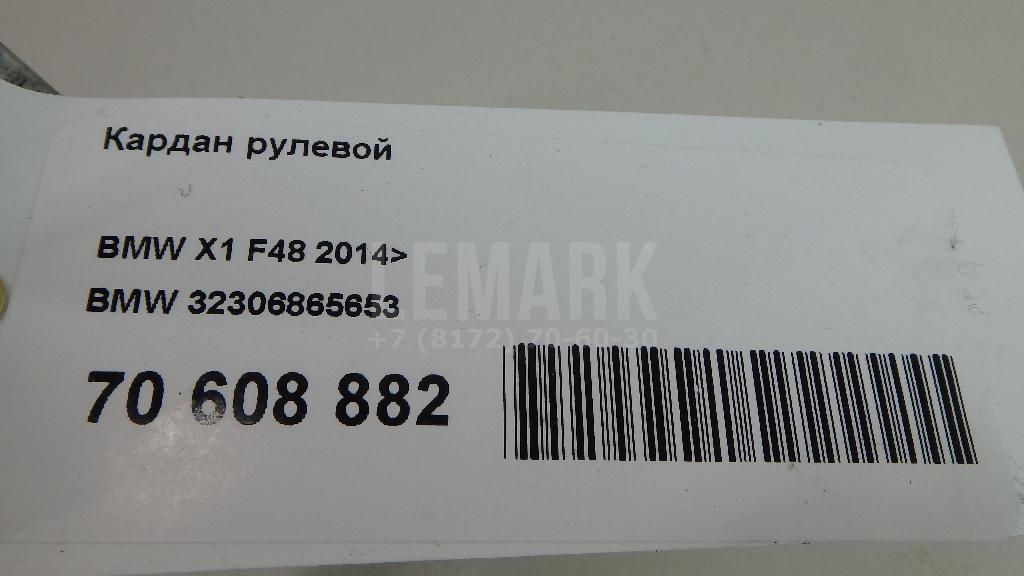 Кардан рулевой
BMW X1 F48 2014>
LEMARK
BMW 32306865653
+7 (8172) 70-60-30
70 608 882